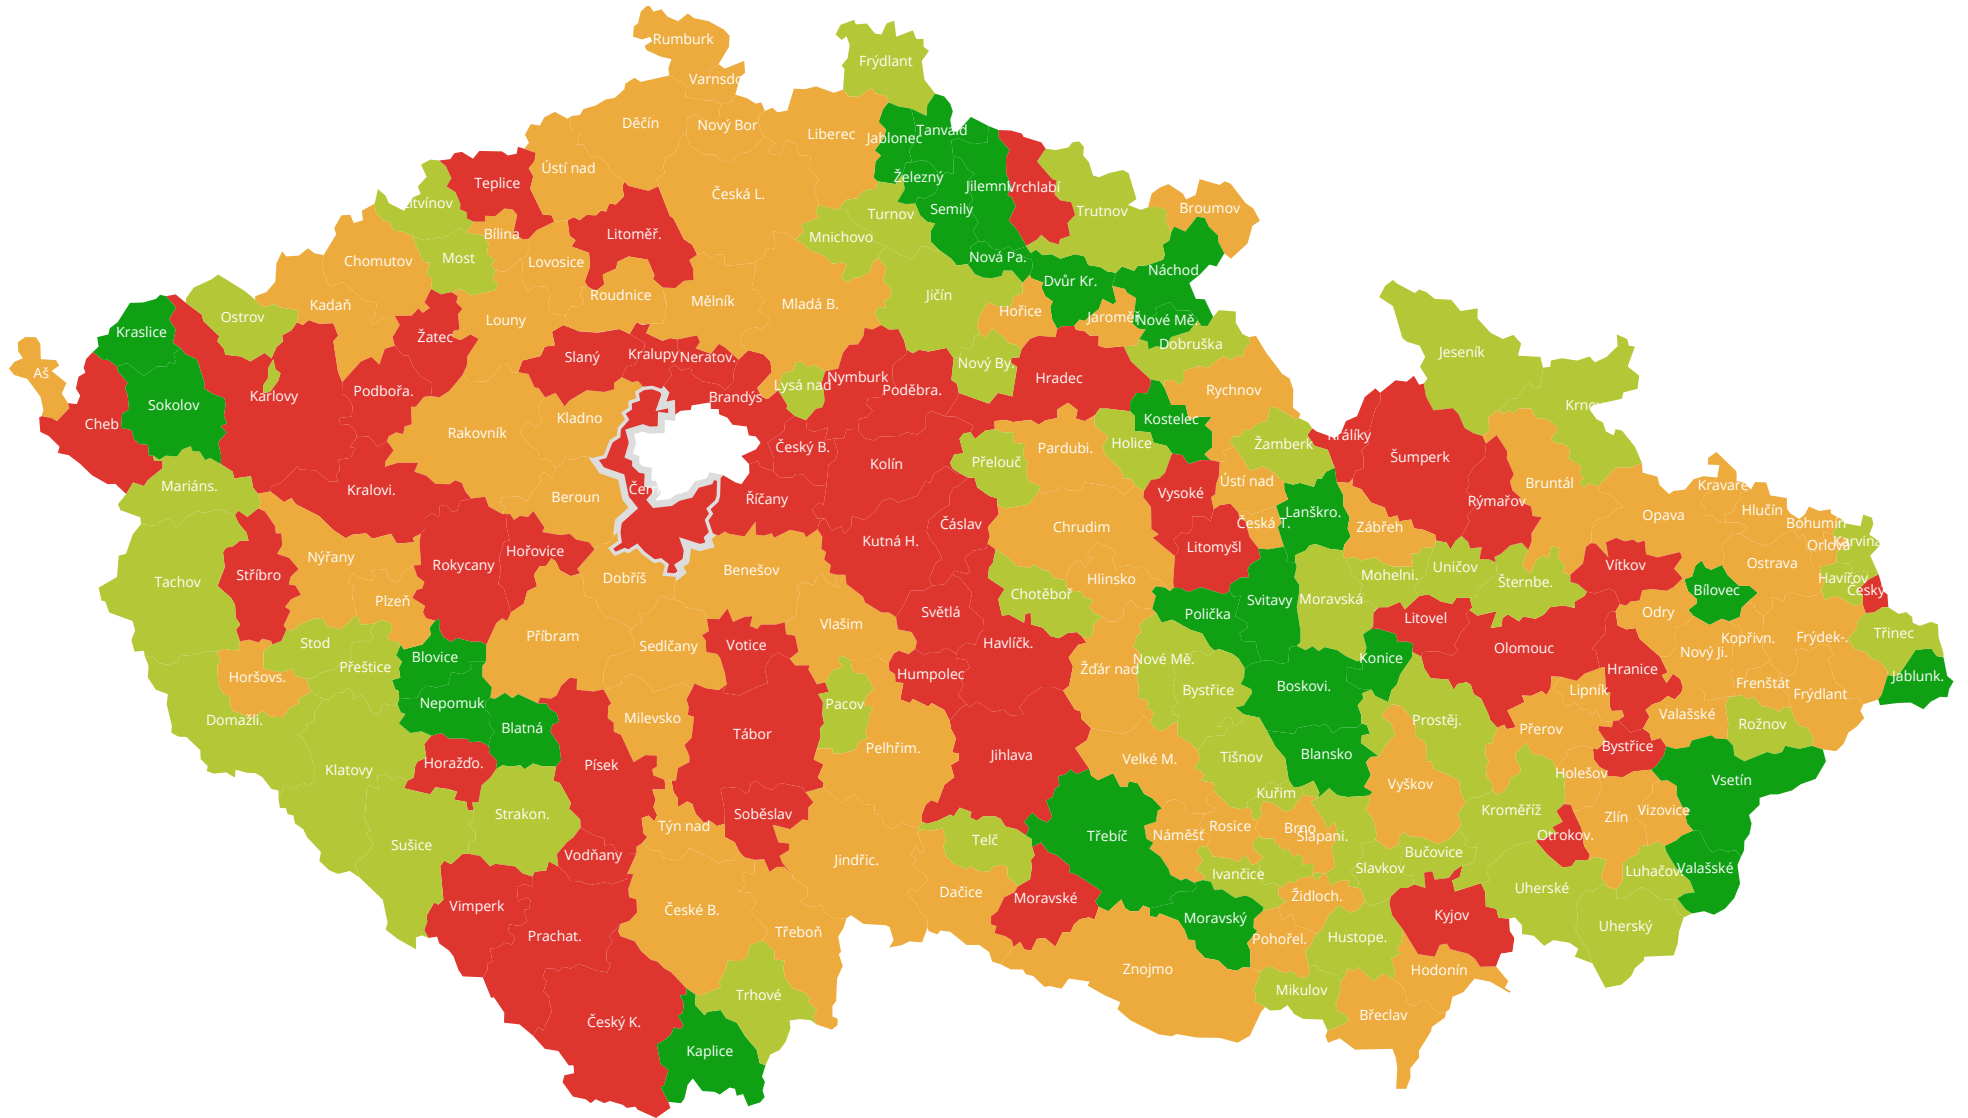 Rumburk
Frýdlant
Varnsdo
Děčín
Nový Bor
Liberec
Jablonec
Tanvald
Ústí nad
Teplice
Železný
Jilemni
Vrchlabí
Česká L.
Litvínov
Turnov
Semily
Trutnov
Broumov
Bílina
Litoměř.
Mnichovo
Most
Chomutov
Lovosice
Nová Pa.
Náchod
Dvůr Kr.
Roudnice
Mělník
Mladá B.
Jičín
Kadaň
Ostrov
Hořice
Jaroměř
Nové Mě.
Louny
Kraslice
Žatec
Dobruška
Slaný
Kralupy
Neratov.
Jeseník
Nový By.
Aš
Nymburk
Hradec
Lysá nad
Podbořa.
Poděbra.
Rychnov
Karlovy
Brandýs
Sokolov
Krnov
Kladno
Kostelec
Cheb
Rakovník
Králíky
Holice
Žamberk
Český B.
Pardubi.
Šumperk
Kolín
Přelouč
Mariáns.
Kralovi.
Čern
Ústí nad
Bruntál
Kravaře
Beroun
Říčany
Vysoké
Rýmařov
Lanškro.
Hlučín
Opava
Čáslav
Chrudim
Česká T.
Zábřeh
Bohumín
Kutná H.
Litomyšl
Orlová
Karviná
Hořovice
Nýřany
Rokycany
Vítkov
Ostrava
Stříbro
Tachov
Dobříš
Benešov
Hlinsko
Mohelni.
Uničov
Šternbe.
Havířov
Chotěboř
Bílovec
Český
Plzeň
Svitavy
Moravská
Světlá
Polička
Odry
Litovel
Vlašim
Příbram
Třinec
Kopřivn.
Frýdek-.
Stod
Havlíčk.
Sedlčany
Votice
Olomouc
Nový Ji.
Blovice
Konice
Nové Mě.
Přeštice
Žďár nad
Hranice
Humpolec
Horšovs.
Jablunk.
Frenštát
Boskovi.
Bystřice
Lipník
Frýdlant
Nepomuk
Pacov
Valašské
Milevsko
Domažli.
Prostěj.
Rožnov
Blatná
Přerov
Tábor
Pelhřim.
Bystřice
Jihlava
Blansko
Velké M.
Tišnov
Horažďo.
Písek
Klatovy
Holešov
Vsetín
Vyškov
Kuřim
Kroměříž
Vizovice
Strakon.
Soběslav
Zlín
Týn nad
Rosice
Brno
Náměšť
Třebíč
Šlapani.
Otrokov.
Telč
Sušice
Bučovice
Vodňany
Jindřic.
Slavkov
Valašské
Luhačov.
Ivančice
Uherské
Dačice
Židloch.
Moravské
Vimperk
České B.
Kyjov
Moravský
Uherský
Třeboň
Prachat.
Hustope.
Pohořel.
Znojmo
Hodonín
Mikulov
Trhové
Břeclav
Český K.
Kaplice